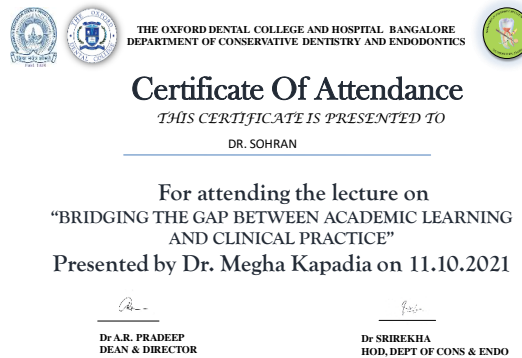 THE OXFORD DENTAL COLLEGE AND HOSPITAL BANGALORE
DEPARTMENT OF CONSERVATIVE DENTISTRY AND ENDODONTICS
Certificate Of Attendance
THIS CERTIFICATE IS PRESENTED TO
DR. SOHRAN
For attending the lecture on
“BRIDGING THE GAP BETWEEN ACADEMIC LEARNING
AND CLINICAL PRACTICE”
Presented by Dr. Megha Kapadia on 11.10.2021
Dr A.R. PRADEEP
DEAN & DIRECTOR
Dr SRIREKHA
HOD, DEPT OF CONS & ENDO